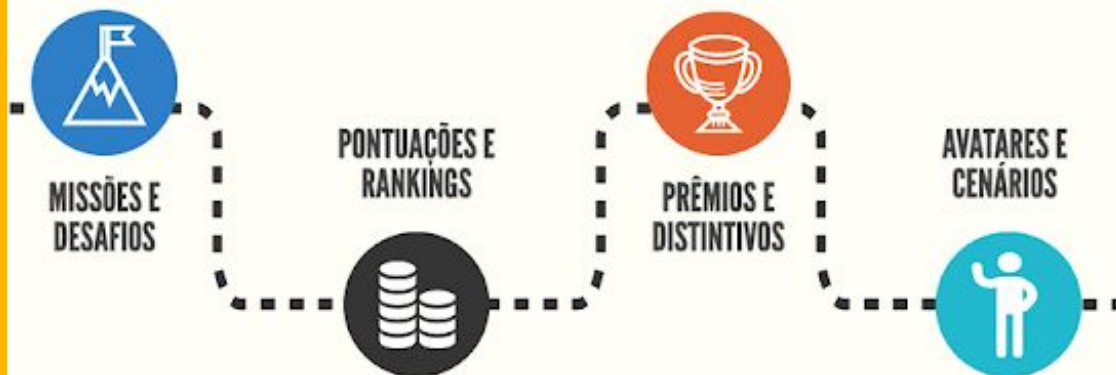 MISSÕES E
DESAFIOS
PONTUAÇÕES E
RANKINGS
PRÊMIOS E
DISTINTIVOS
AVATARES E
CENÁRIOS